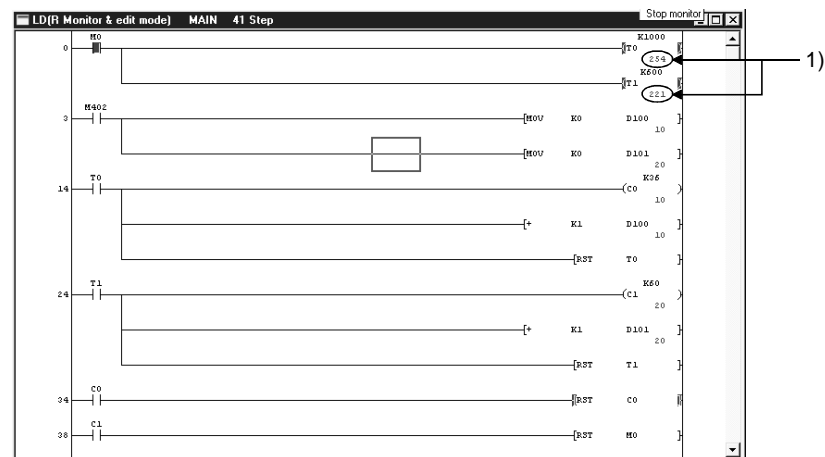 LD(R Monitor & edit mode) MAIN 41 Step
Stop monitor
M0 K1000
0 T0
254
1)
K600
T1
221
M402
3 [MOV K0 D100 ]
10
[MOV K0 D101 ]
20
T0 K36
14 (C0 )
10
[+ K1 D100 ]
10
[RST T0 ]
T1 K60
24 (C1 )
20
[+ K1 D101 ]
20
[RST T1 ]
C0
34 [RST C0 ]
C1
38 [RST M0 ]